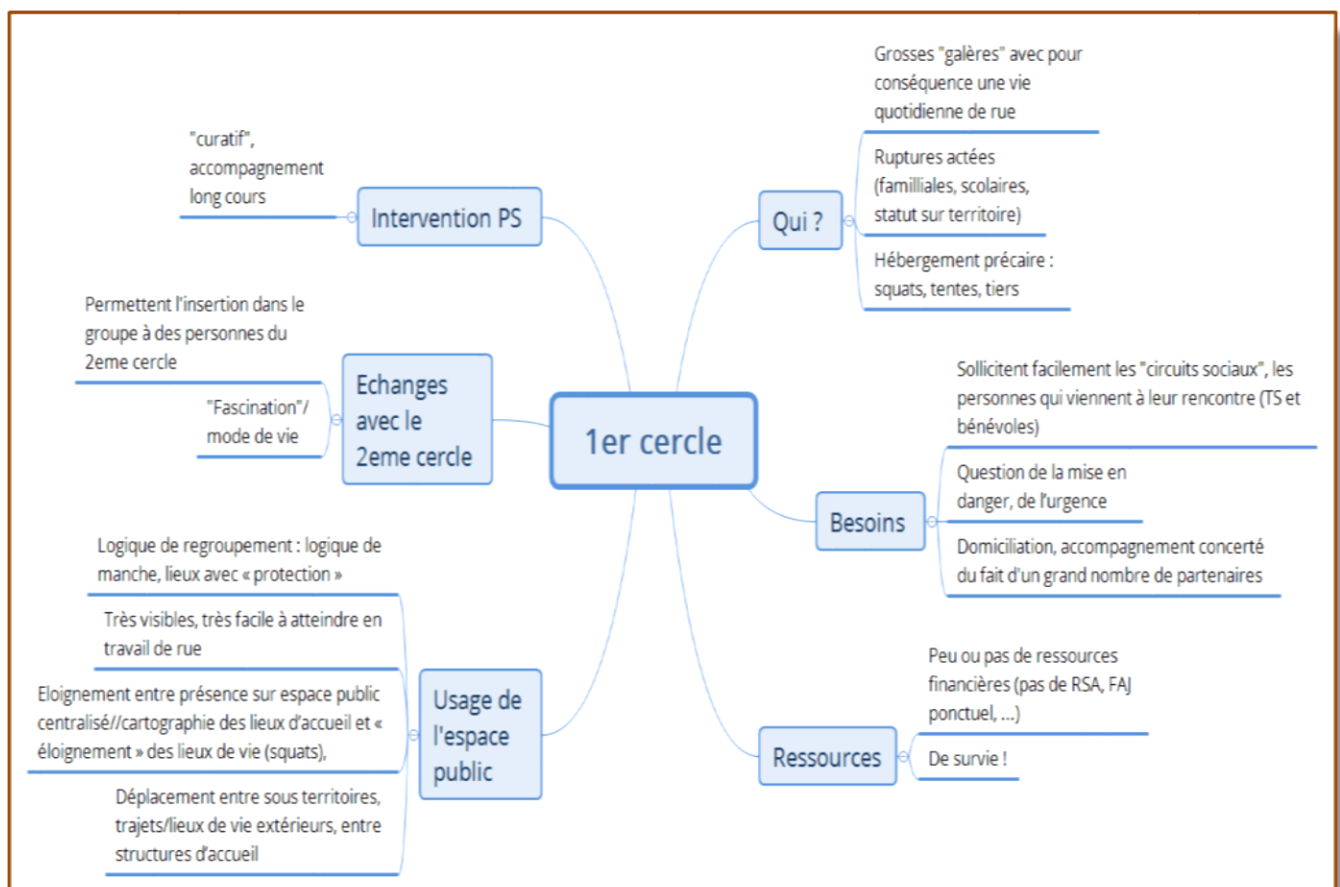 1er cercle
Intervention PS
"curatif",
accompagnement
long cours
Echanges
avec le
2eme cercle
Permettent l'insertion dans le
groupe à des personnes du
2eme cercle
"Fascination"/
mode de vie
Usage de
l'espace
public
Logique de regroupement : logique de
manche, lieux avec « protection »
Très visibles, très facile à atteindre en
travail de rue
Eloignement entre présence sur espace public
centralisé//cartographie des lieux d'accueil et «
éloignement » des lieux de vie (squats),
Déplacement entre sous territoires,
trajets/lieux de vie extérieurs, entre
structures d'accueil
Qui ?
Grosses "galères" avec pour
conséquence une vie
quotidienne de rue
Ruptures actées
(familliales, scolaires,
statut sur territoire)
Hébergement précaire :
squats, tentes, tiers
Besoins
Sollicitent facilement les "circuits sociaux", les
personnes qui viennent à leur rencontre (TS et
bénévoles)
Question de la mise en
danger, de l'urgence
Domiciliation, accompagnement concerté
du fait d'un grand nombre de partenaires
Ressources
Peu ou pas de ressources
financières (pas de RSA, FAJ
ponctuel, ...)
De survie !